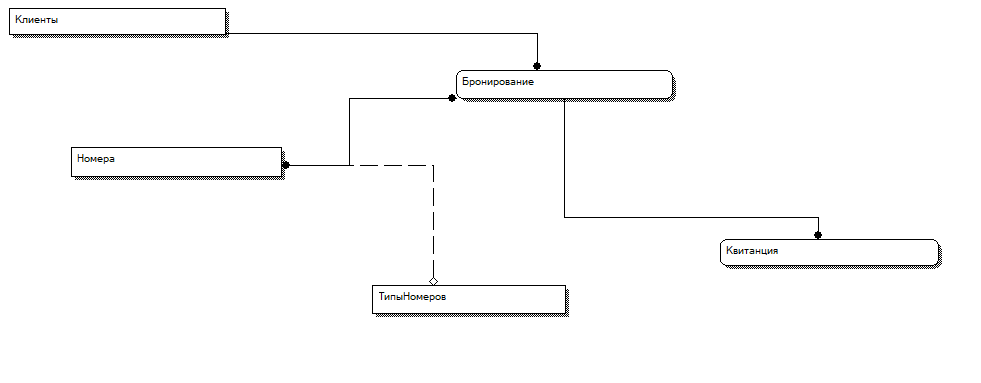 Клиенты
Бронирование
Номера
Квитанция
ТипыНомеров